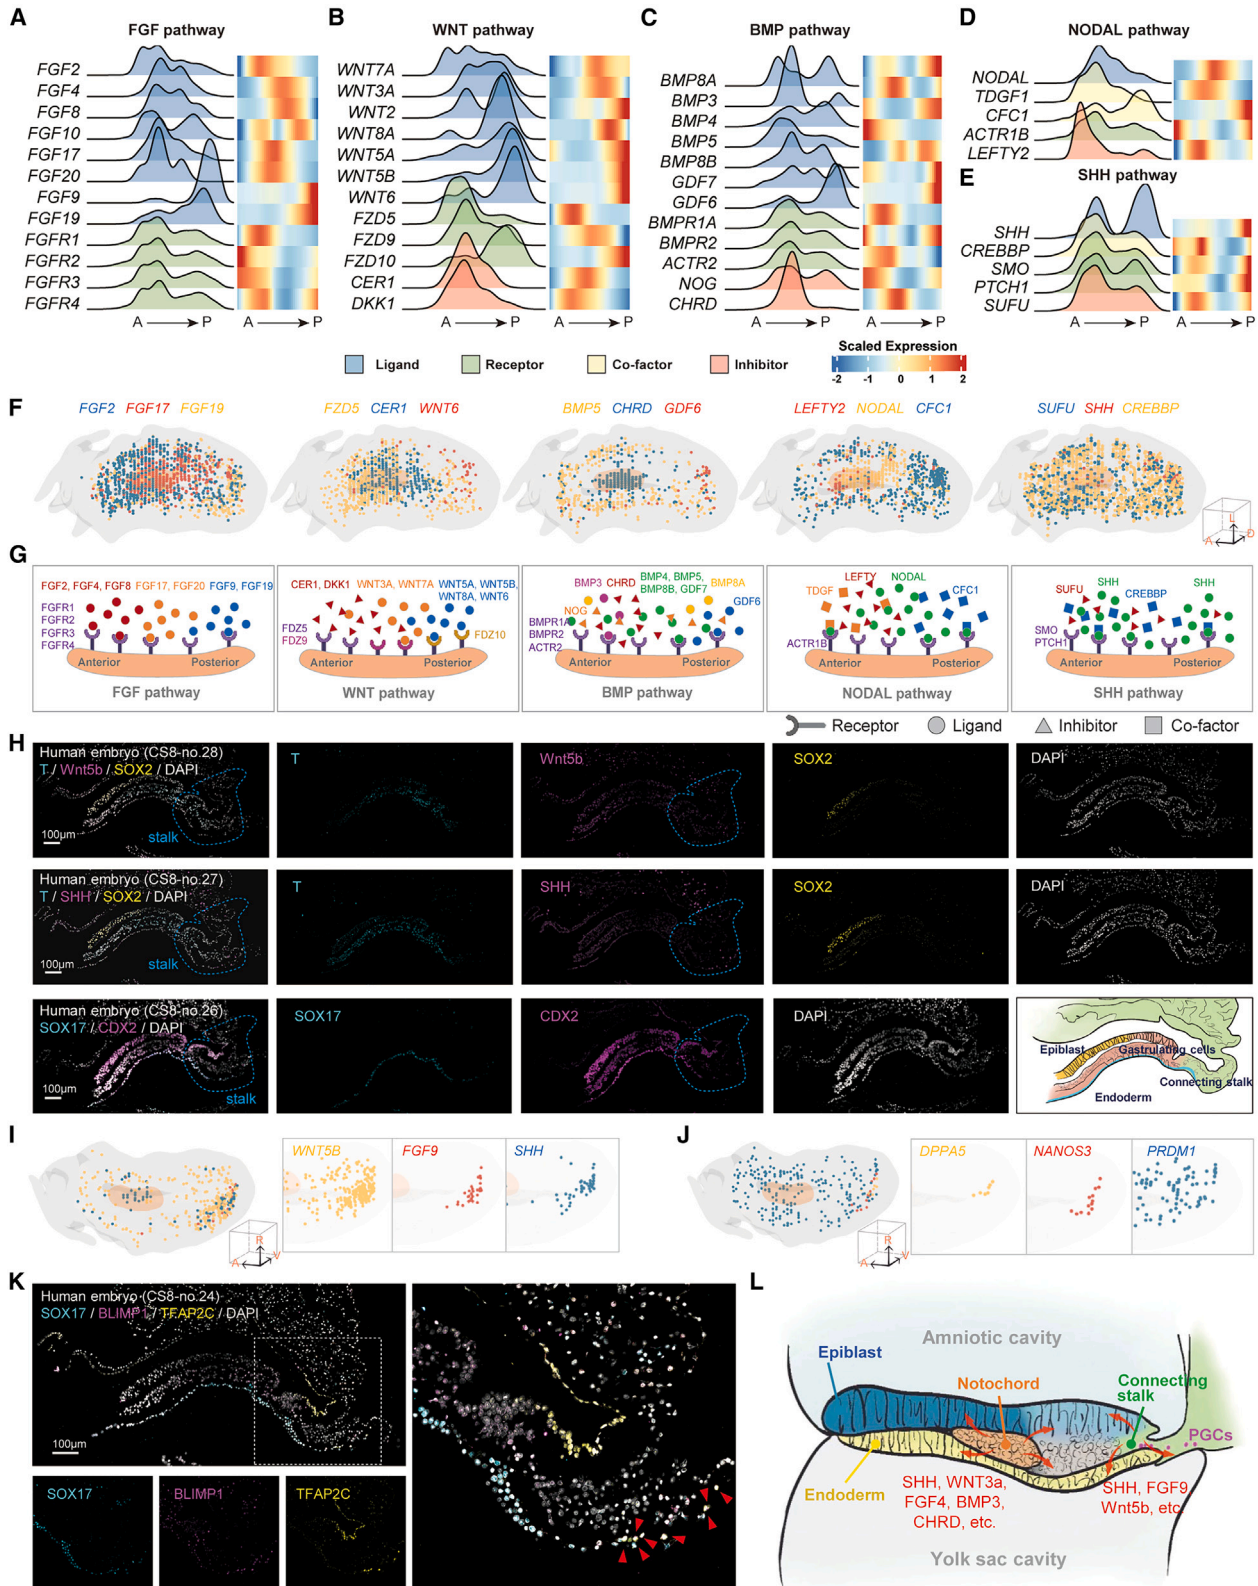 A
FGF pathway
FGF2
FGF4
FGF8
FGF10
FGF17
FGF20
FGF9
FGF19
FGFR1
FGFR2
FGFR3
FGFR4
A
P
A
P
B
WNT pathway
WNT7A
WNT3A
WNT2
WNT8A
WNT5A
WNT5B
WNT6
FZD5
FZD9
FZD10
CER1
DKK1
A
P
A
P
C
BMP pathway
BMP8A
BMP3
BMP4
BMP5
BMP8B
GDF7
GDF6
BMPR1A
BMPR2
ACTR2
NOG
CHRD
A
P
A
P
D
NODAL pathway
NODAL
TDGF1
CFC1
ACTR1B
LEFTY2
E
SHH pathway
SHH
CREBBP
SMO
PTCH1
SUFU
A
P
A
P
Ligand
Receptor
Co-factor
Inhibitor
Scaled Expression
-2 -1 0 1 2
F
FGF2 FGF17 FGF19
FZD5 CER1 WNT6
BMP5 CHRD GDF6
LEFTY2 NODAL CFC1
SUFU SHH CREBBP
L
A
D
G
FGF2, FGF4, FGF8 FGF17, FGF20 FGF9, FGF19
FGFR1
FGFR2
FGFR3
FGFR4
Anterior
Posterior
FGF pathway
CER1, DKK1 WNT3A, WNT7A WNT5A, WNT5B,
WNT8A, WNT6
FDZ5
FDZ9
FDZ10
Anterior
Posterior
WNT pathway
BMP3 CHRD BMP4, BMP5,
BMP8B, GDF7
BMP8A
GDF6
NOG
BMPR1A
BMPR2
ACTR2
Anterior
Posterior
BMP pathway
LEFTY NODAL
TDGF
CFC1
ACTR1B
Anterior
Posterior
NODAL pathway
SUFU
SHH
CREBBP
SHH
SMO
PTCH1
Anterior
Posterior
SHH pathway
Receptor
Ligand
Inhibitor
Co-factor
H
Human embryo (CS8-no.28)
T / Wnt5b / SOX2 / DAPI
100μm
stalk
T
Wnt5b
SOX2
DAPI
Human embryo (CS8-no.27)
T / SHH / SOX2 / DAPI
100μm
stalk
T
SHH
SOX2
DAPI
Human embryo (CS8-no.26)
SOX17 / CDX2 / DAPI
100μm
stalk
SOX17
CDX2
DAPI
Epiblast
Gastrulating cells
Connecting stalk
Endoderm
I
WNT5B
FGF9
SHH
R
A
V
J
DPPA5
NANOS3
PRDM1
R
A
V
K
Human embryo (CS8-no.24)
SOX17 / BLIMP1 / TFAP2C / DAPI
100μm
SOX17
BLIMP1
TFAP2C
L
Amniotic cavity
Epiblast
Notochord
Connecting
stalk
PGCs
Endoderm
SHH, WNT3a,
FGF4, BMP3,
CHRD, etc.
SHH, FGF9
Wnt5b, etc.
Yolk sac cavity